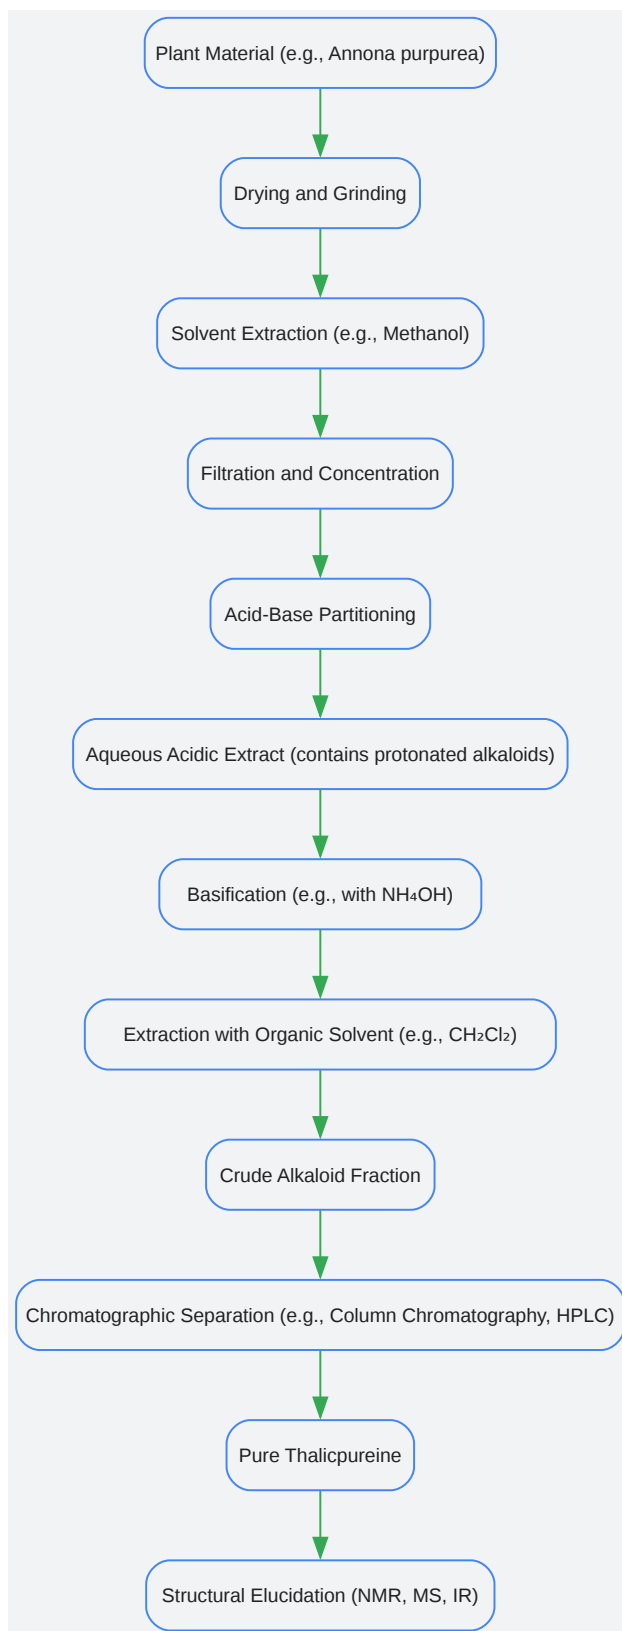 Plant Material (e.g., Annona purpurea)
Drying and Grinding
Solvent Extraction (e.g., Methanol)
Filtration and Concentration
Acid-Base Partitioning
Aqueous Acidic Extract (contains protonated alkaloids)
Basification (e.g., with NH₄OH)
Extraction with Organic Solvent (e.g., CH₂Cl₂)
Crude Alkaloid Fraction
Chromatographic Separation (e.g., Column Chromatography, HPLC)
Pure Thalicpureine
Structural Elucidation (NMR, MS, IR)